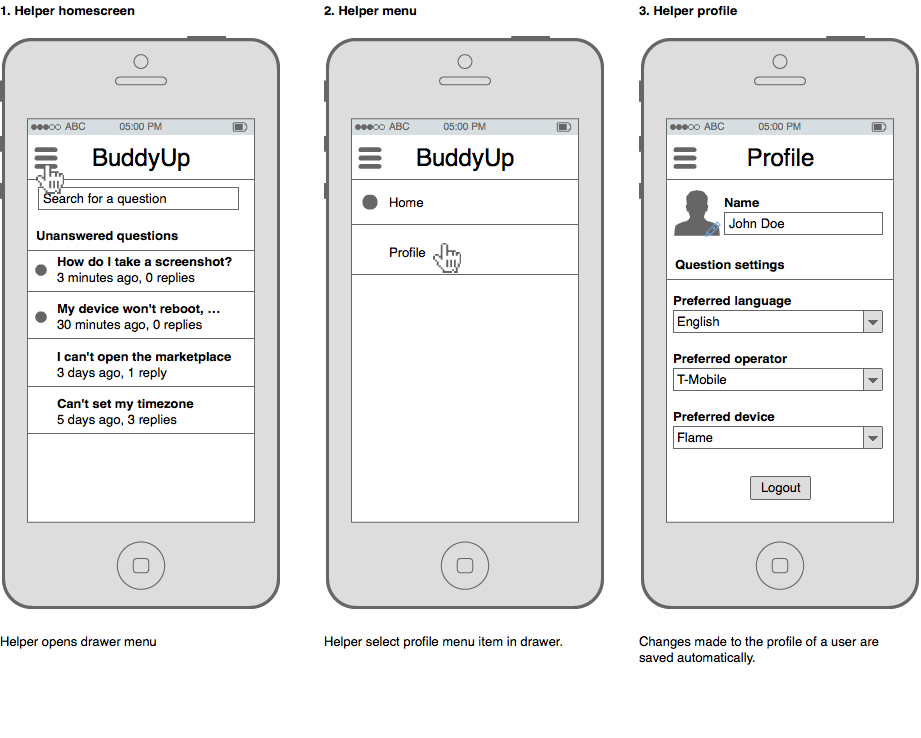 1. Helper homescreen
ABC 05:00 PM
BuddyUp
Search for a question
Unanswered questions
How do I take a screenshot?
3 minutes ago, 0 replies
My device won't reboot, …
30 minutes ago, 0 replies
I can't open the marketplace
3 days ago, 1 reply
Can't set my timezone
5 days ago, 3 replies
Helper opens drawer menu
2. Helper menu
ABC 05:00 PM
BuddyUp
Home
Profile
Helper select profile menu item in drawer.
3. Helper profile
ABC 05:00 PM
Profile
Name
John Doe
Question settings
Preferred language
English
Preferred operator
T-Mobile
Preferred device
Flame
Logout
Changes made to the profile of a user are
saved automatically.